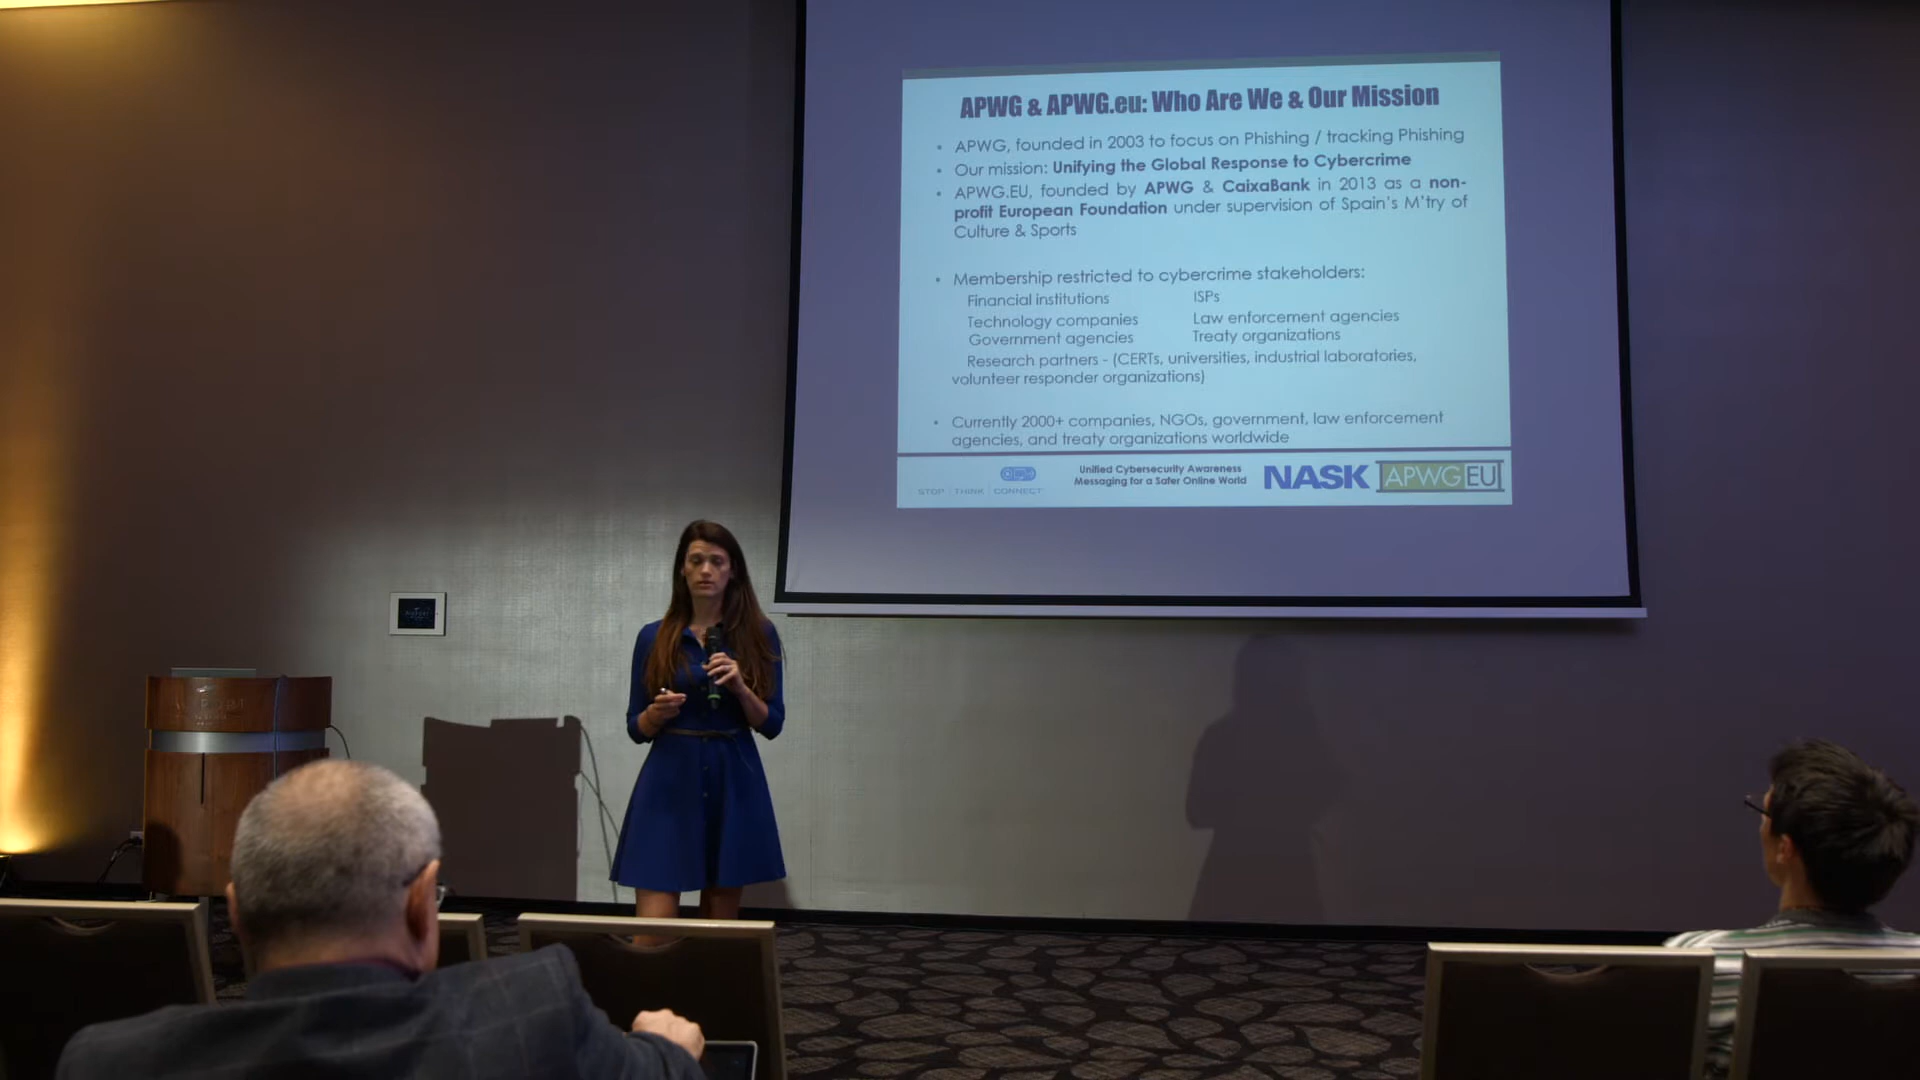 APWG & APWG.eu: Who Are We & Our Mission
• APWG, founded in 2003 to focus on Phishing / tracking Phishing
• Our mission: Unifying the Global Response to Cybercrime
• APWG.EU, founded by APWG & CaixaBank in 2013 as a non-
profit European Foundation under supervision of Spain's M'try of
Culture & Sports
• Membership restricted to cybercrime stakeholders:
Financial institutions ISPs
Technology companies Law enforcement agencies
Government agencies Treaty organizations
Research partners - (CERTs, universities, industrial laboratories,
volunteer responder organizations)
• Currently 2000+ companies, NGOs, government, law enforcement
agencies, and treaty organizations worldwide
STOP | THINK | CONNECT
Unified Cybersecurity Awareness
Messaging for a Safer Online World
NASK
APWG EU